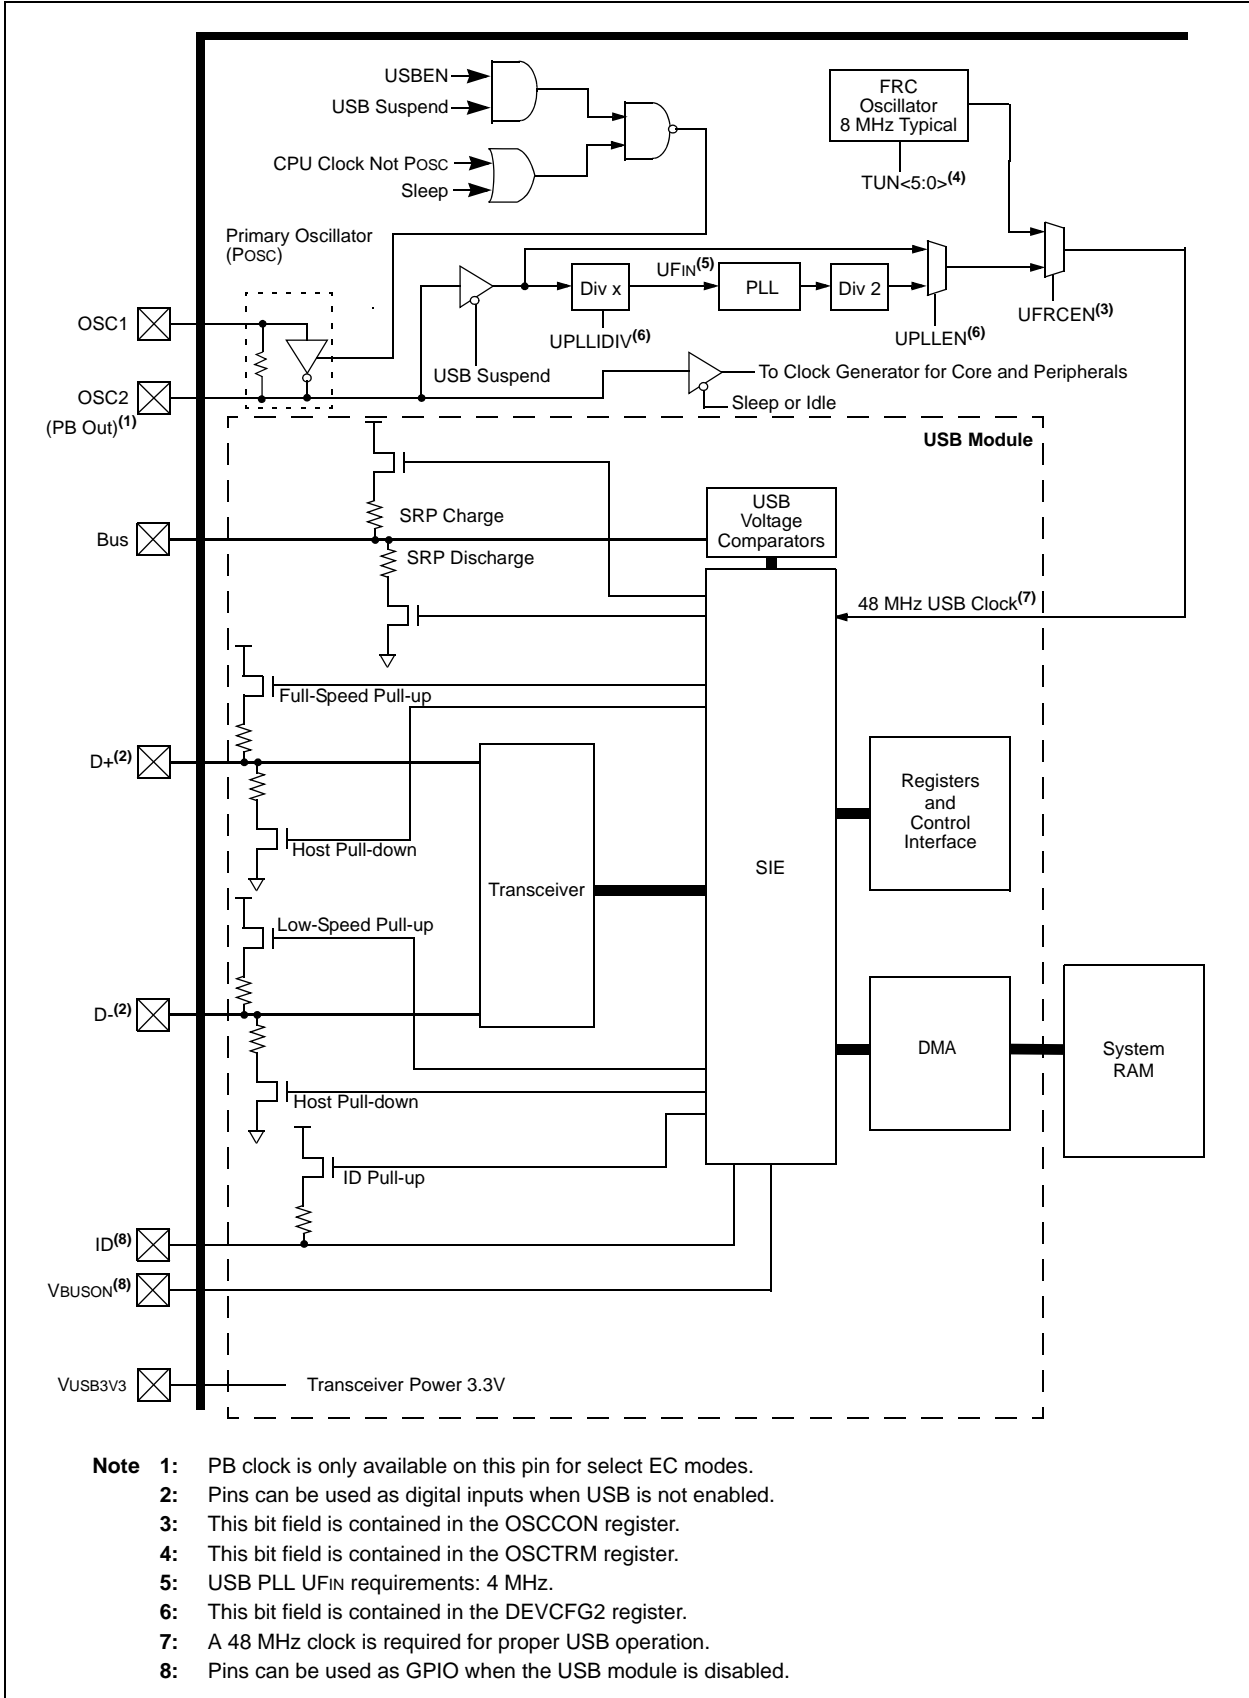 USBEN
USB Suspend
CPU Clock Not POSC
Sleep
FRC
Oscillator
8 MHz Typical
TUN<5:0>(4)
Primary Oscillator
(POSC)
UFIN(5)
Div x
PLL
Div 2
UFRCEN(3)
OSC1
UPLLIDIV(6)
UPLLEN(6)
USB Suspend
To Clock Generator for Core and Peripherals
OSC2
(PB Out)(1)
Sleep or Idle
USB Module
USB
Voltage
Comparators
SRP Charge
Bus
SRP Discharge
48 MHz USB Clock(7)
Full-Speed Pull-up
D+(2)
Registers
and
Control
Interface
Host Pull-down
SIE
Transceiver
Low-Speed Pull-up
D-(2)
DMA
System
RAM
Host Pull-down
ID Pull-up
ID(8)
VBUSON(8)
VUSB3V3
Transceiver Power 3.3V
Note 1: PB clock is only available on this pin for select EC modes.
2: Pins can be used as digital inputs when USB is not enabled.
3: This bit field is contained in the OSCCON register.
4: This bit field is contained in the OSCTRM register.
5: USB PLL UFIN requirements: 4 MHz.
6: This bit field is contained in the DEVCFG2 register.
7: A 48 MHz clock is required for proper USB operation.
8: Pins can be used as GPIO when the USB module is disabled.